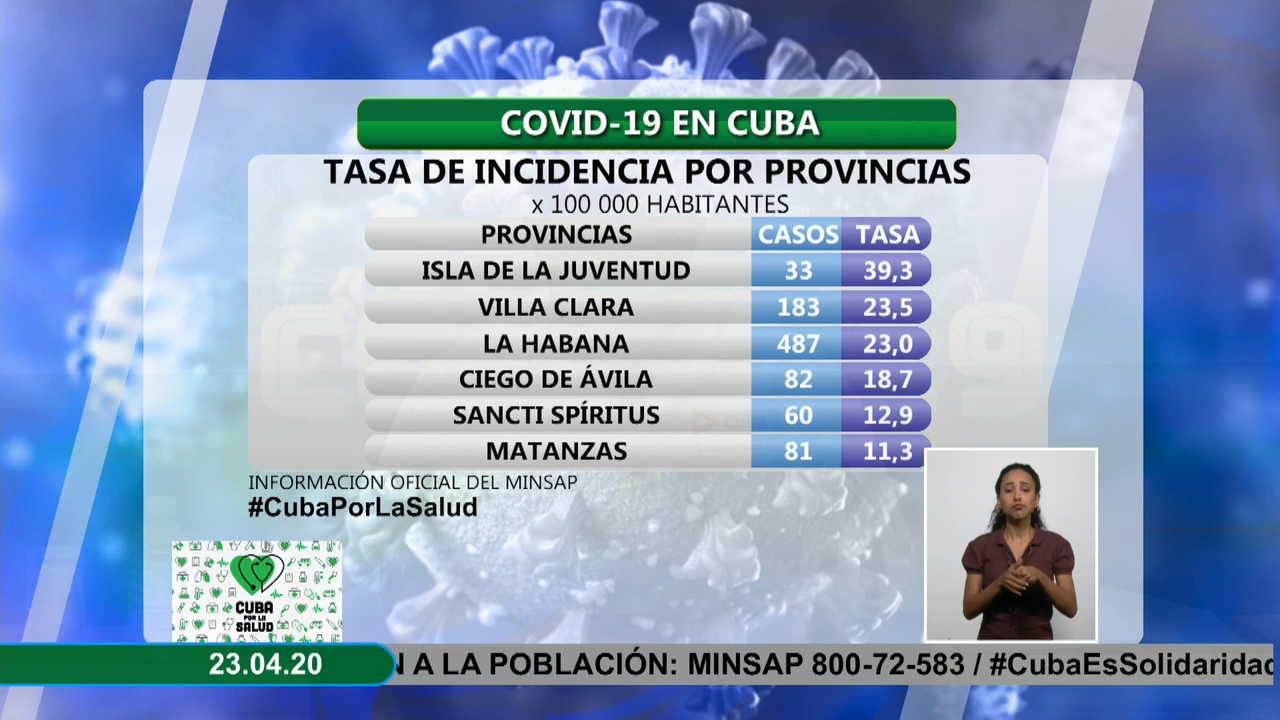 COVID-19 EN CUBA
TASA DE INCIDENCIA POR PROVINCIAS
x 100 000 HABITANTES
PROVINCIAS CASOS TASA
ISLA DE LA JUVENTUD 33 39,3
VILLA CLARA 183 23,5
LA HABANA 487 23,0
CIEGO DE ÁVILA 82 18,7
SANCTI SPÍRITUS 60 12,9
MATANZAS 81 11,3
INFORMACIÓN OFICIAL DEL MINSAP
#CubaPorLaSalud
CUBA
POR LA
SALUD
23.04.20 N A LA POBLACIÓN: MINSAP 800-72-583 / #CubaEsSolidaridad